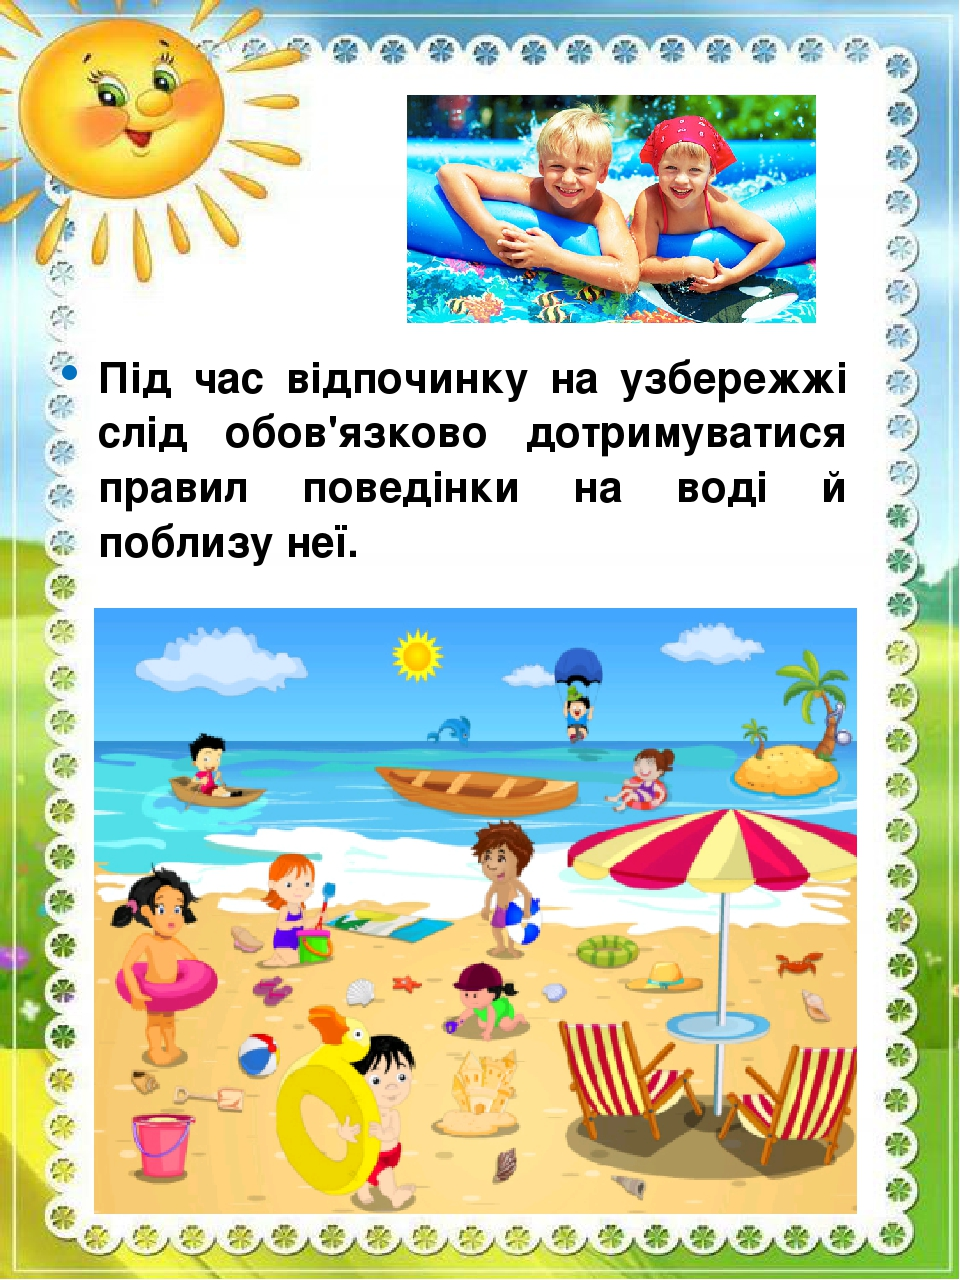 Під час відпочинку на узбережжі
слід обов'язково дотримуватися
правил поведінки на воді й
поблизу неї.